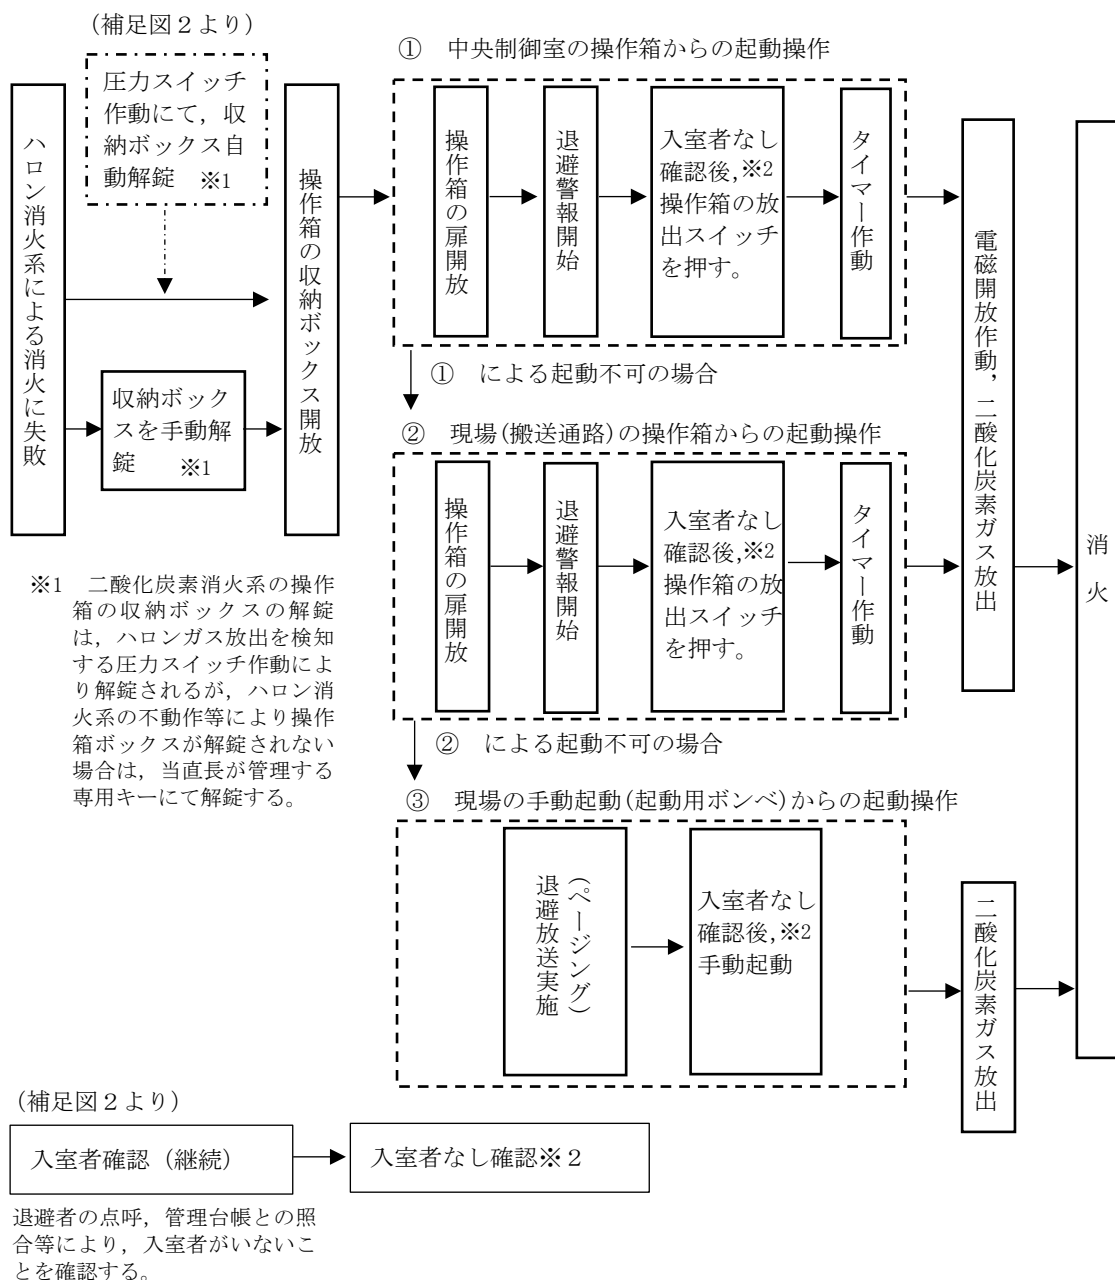 (補足図２より)
圧力スイッチ
作動にて，収
納ボックス自
動解錠　※1
ハロン消火系による消火に失敗
収納ボック
スを手動解
錠　※1
操作箱の収納ボックス開放
①　中央制御室の操作箱からの起動操作
操作箱の扉開放
退避警報開始
入室者なし
確認後,※2
操作箱の放
出スイッチ
を押す。
タイマー作動
①　による起動不可の場合
②　現場(搬送通路)の操作箱からの起動操作
操作箱の扉開放
退避警報開始
入室者なし
確認後,※2
操作箱の放
出スイッチ
を押す。
タイマー作動
②　による起動不可の場合
③　現場の手動起動(起動用ボンベ)からの起動操作
(ページング)
退避放送実施
入室者なし
確認後,※2
手動起動
電磁開放作動，二酸化炭素ガス放出
二酸化炭素ガス放出
消火
※1　二酸化炭素消火系の操作
箱の収納ボックスの解錠
は，ハロンガス放出を検知
する圧力スイッチ作動によ
り解錠されるが，ハロン消
火系の不動作等により操作
箱ボックスが解錠されない
場合は，当直長が管理する
専用キーにて解錠する。
(補足図２より)
入室者確認（継続）
入室者なし確認※２
退避者の点呼，管理台帳との照
合等により，入室者がいないこ
とを確認する。